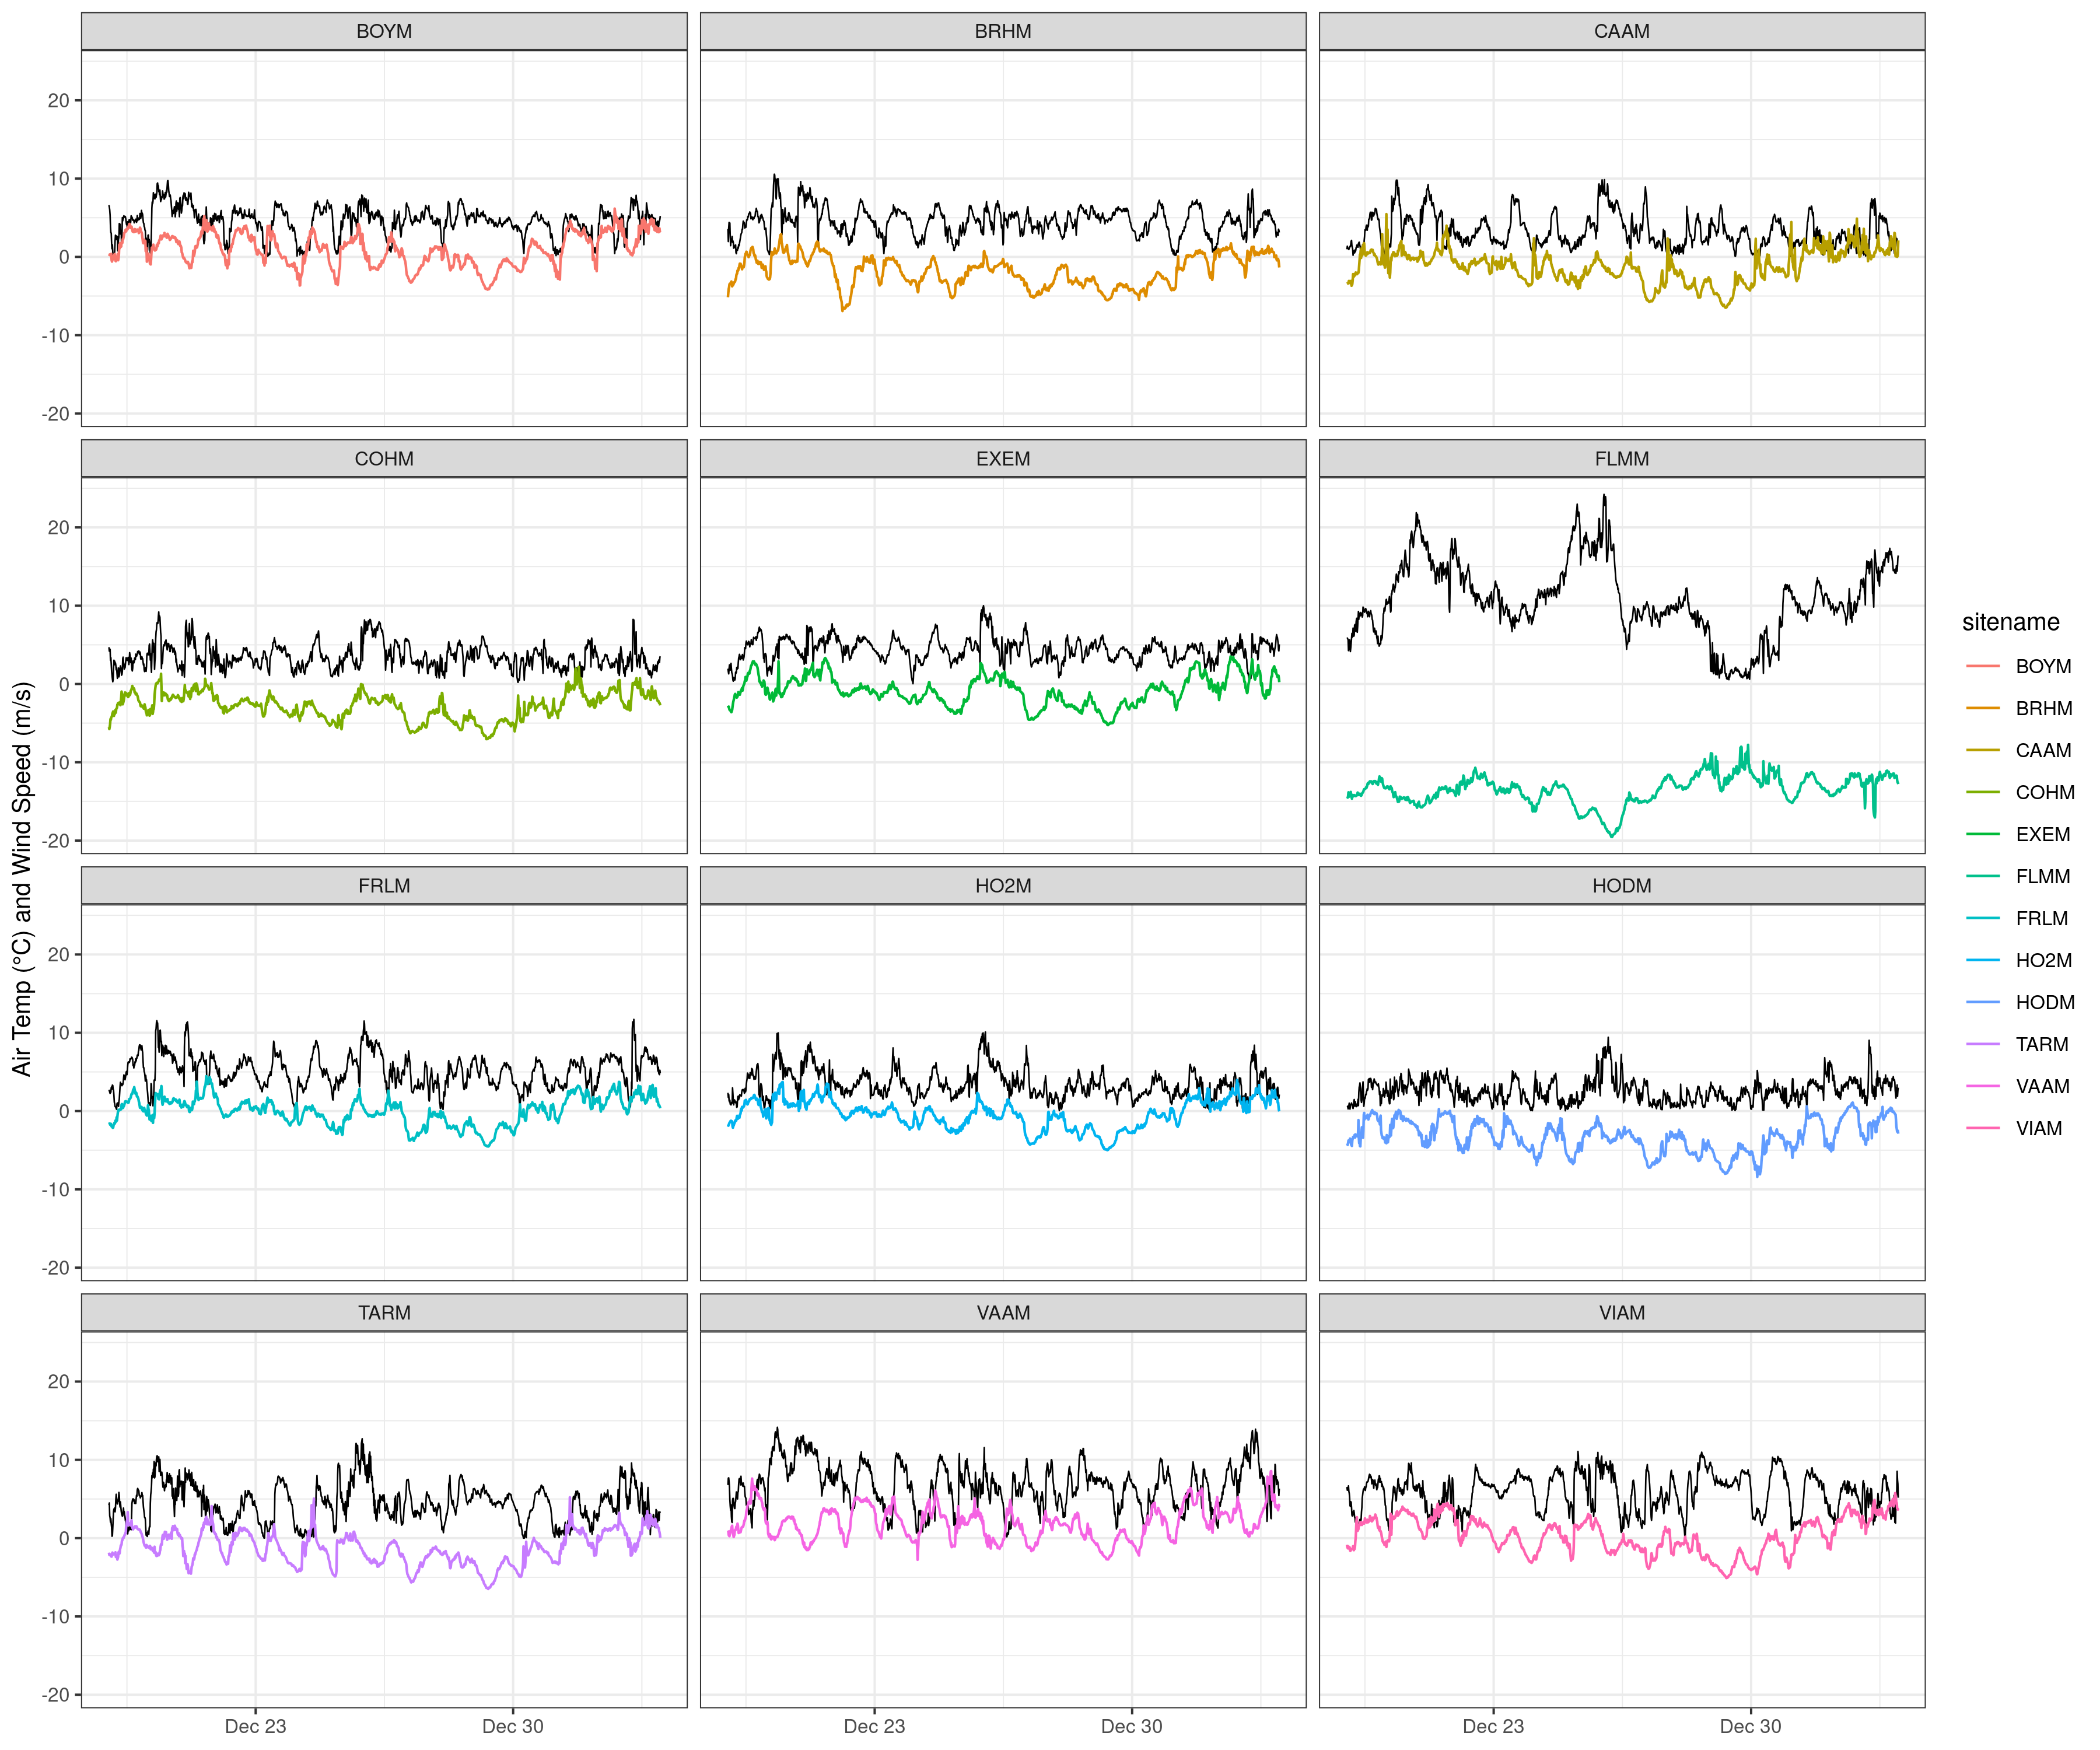 BOYM
BRHM
CAAM
20
10
0
-10
-20
COHM
EXEM
FLMM
20
10
0
-10
-20
FRLM
HO2M
HODM
20
10
0
-10
-20
TARM
VAAM
VIAM
20
10
0
-10
-20
Dec 23
Dec 30
Dec 23
Dec 30
Dec 23
Dec 30
Air Temp (°C) and Wind Speed (m/s)
sitename
BOYM
BRHM
CAAM
COHM
EXEM
FLMM
FRLM
HO2M
HODM
TARM
VAAM
VIAM